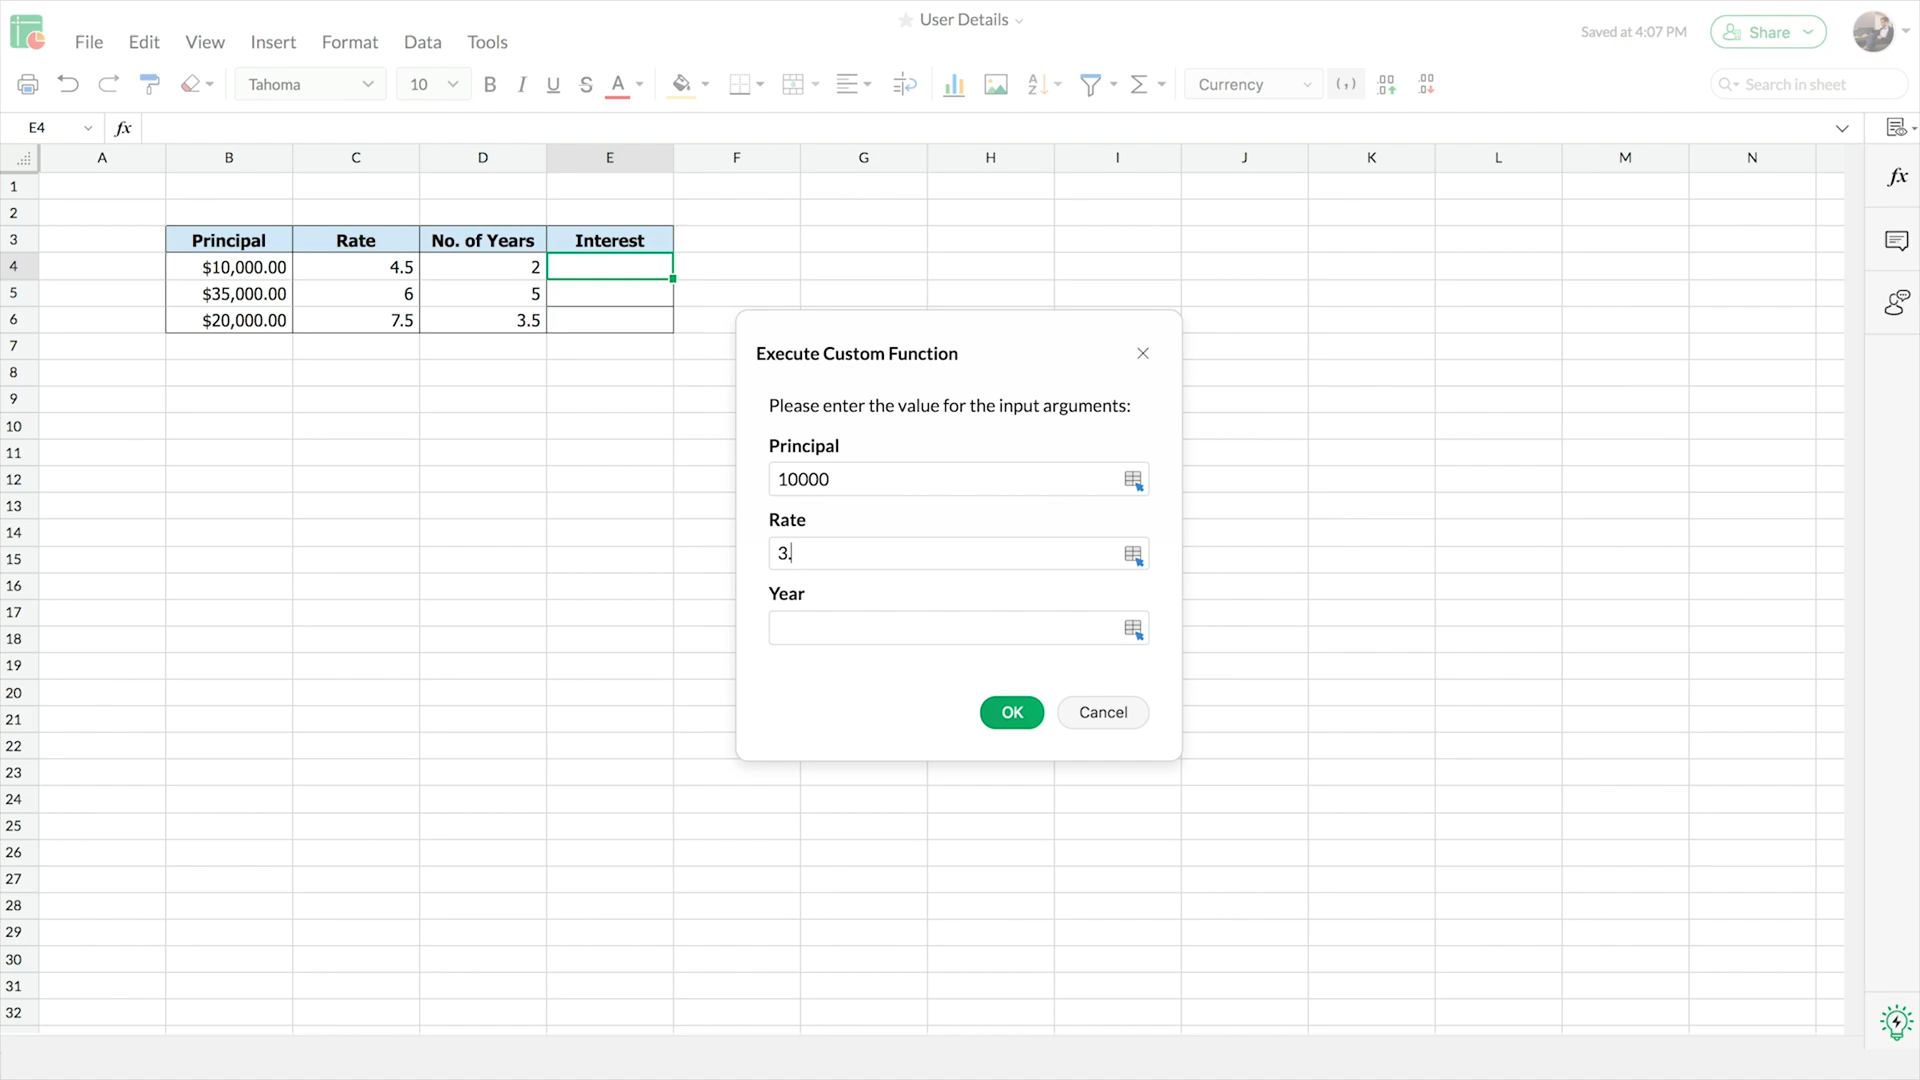 User Details
File Edit View Insert Format Data Tools
Saved at 4:07 PM
Share
Tahoma 10 B I U S A Currency Search in sheet
E4 fx
A B C D E F G H I J K L M N
1
2
3 Principal Rate No. of Years Interest
4 $10,000.00 4.5 2
5 $35,000.00 6 5
6 $20,000.00 7.5 3.5
7
8
9
10
11
12
13
14
15
16
17
18
19
20
21
22
23
24
25
26
27
28
29
30
31
32
Execute Custom Function
Please enter the value for the input arguments:
Principal
10000
Rate
3.
Year
OK Cancel
fx